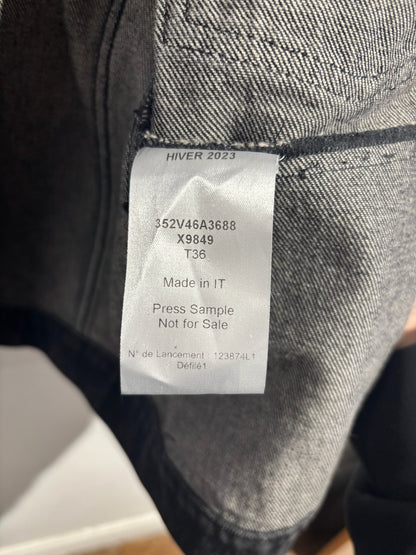 HIVER 2023
352V46A3688
X9849
T36
Made in IT
Press Sample
Not for Sale
N° de Lancement : 123874L1
Défilé1